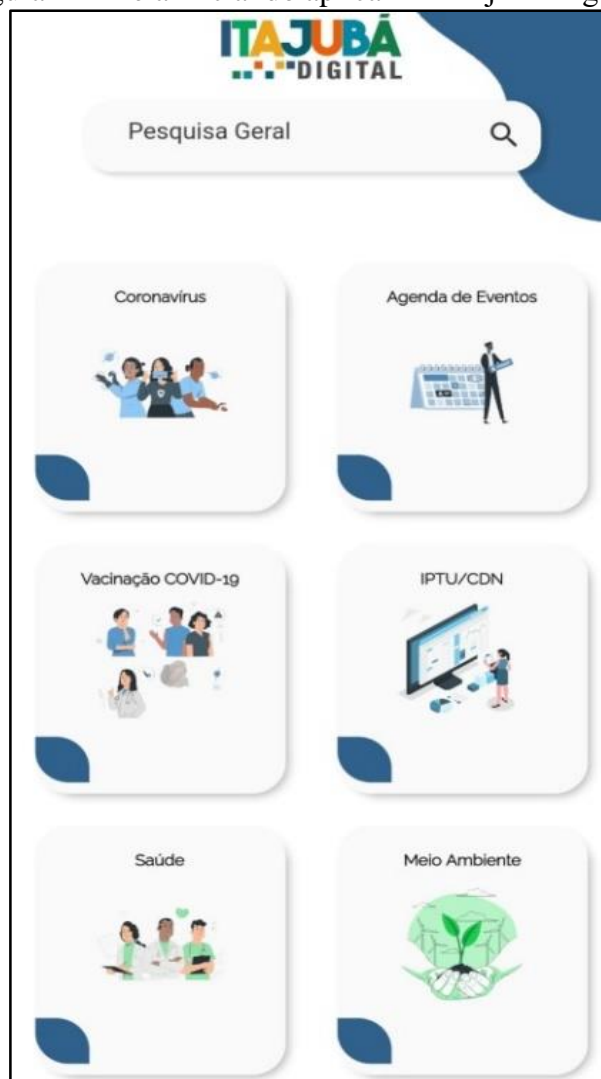 ITAJUBÁ
DIGITAL
Pesquisa Geral
Coronavírus
Agenda de Eventos
Vacinação COVID-19
IPTU/CDN
Saúde
Meio Ambiente